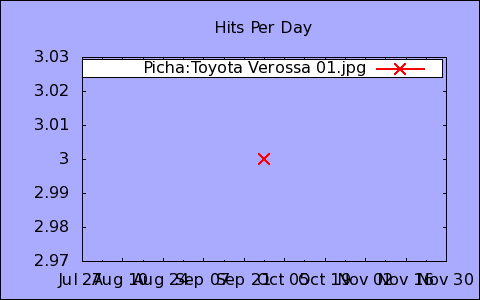 Hits Per Day
3.03
Picha:Toyota Verossa 01.jpg
3.02
3.01
3
2.99
2.98
2.97
Jul 27 Aug 10 Aug 24 Sep 07 Sep 21 Oct 05 Oct 19 Nov 02 Nov 16 Nov 30